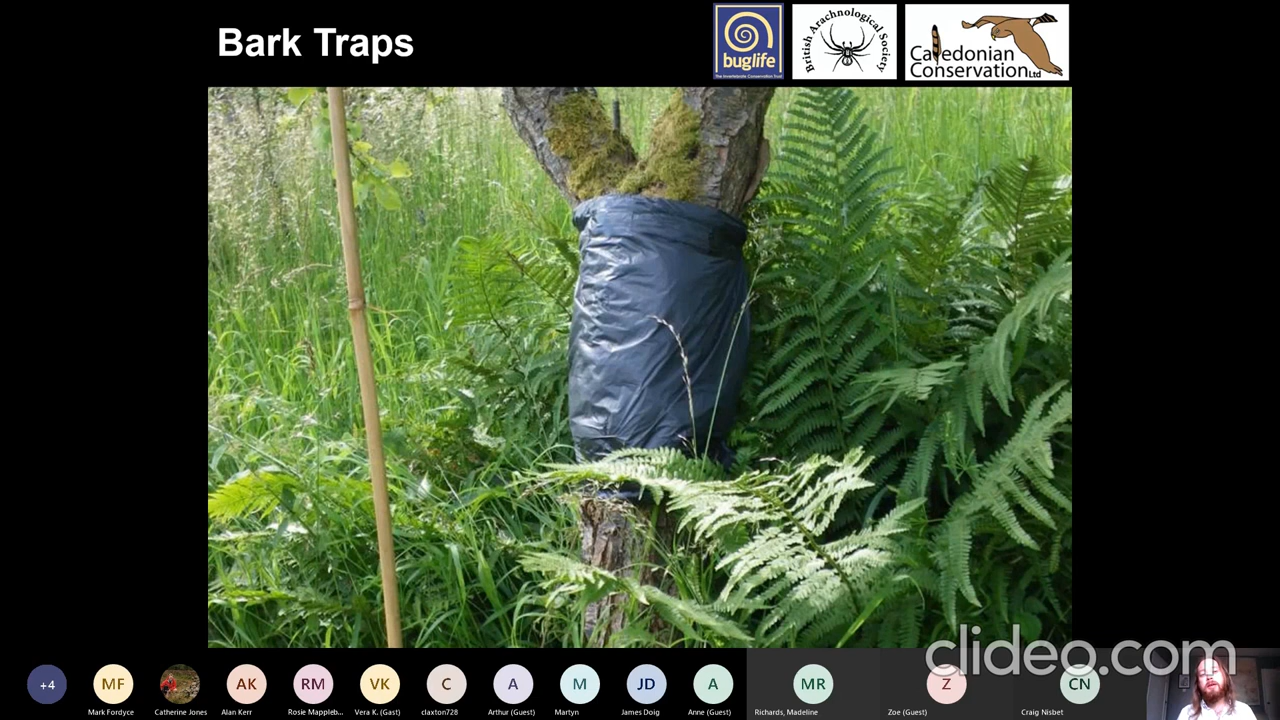 Bark Traps
buglife
The Invertebrate Conservation Trust
British Arachnological Society
Caledonian
Conservation Ltd
clideo.com
+4
MF
AK
RM
VK
C
A
M
JD
A
MR
Z
CN
Mark Fordyce
Catherine Jones
Alan Kerr
Rosie Mappleb...
Vera K. (Gast)
claxton728
Arthur (Guest)
Martyn
James Doig
Anne (Guest)
Richards, Madeline
Zoe (Guest)
Craig Nisbet